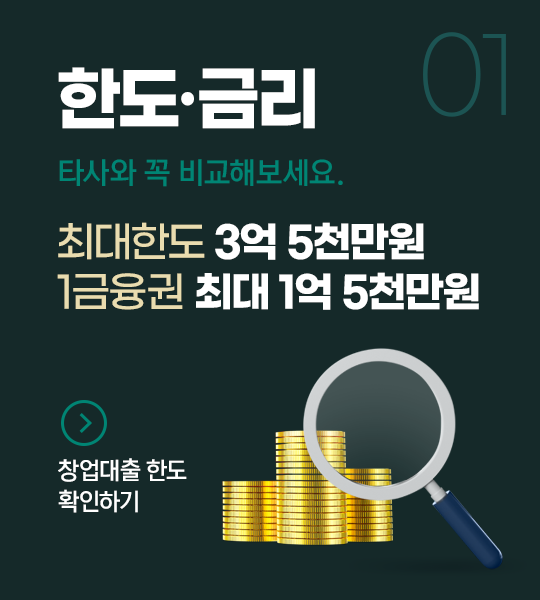 01
한도·금리
타사와 꼭 비교해보세요.
최대한도 3억 5천만원
1금융권 최대 1억 5천만원
창업대출 한도
확인하기